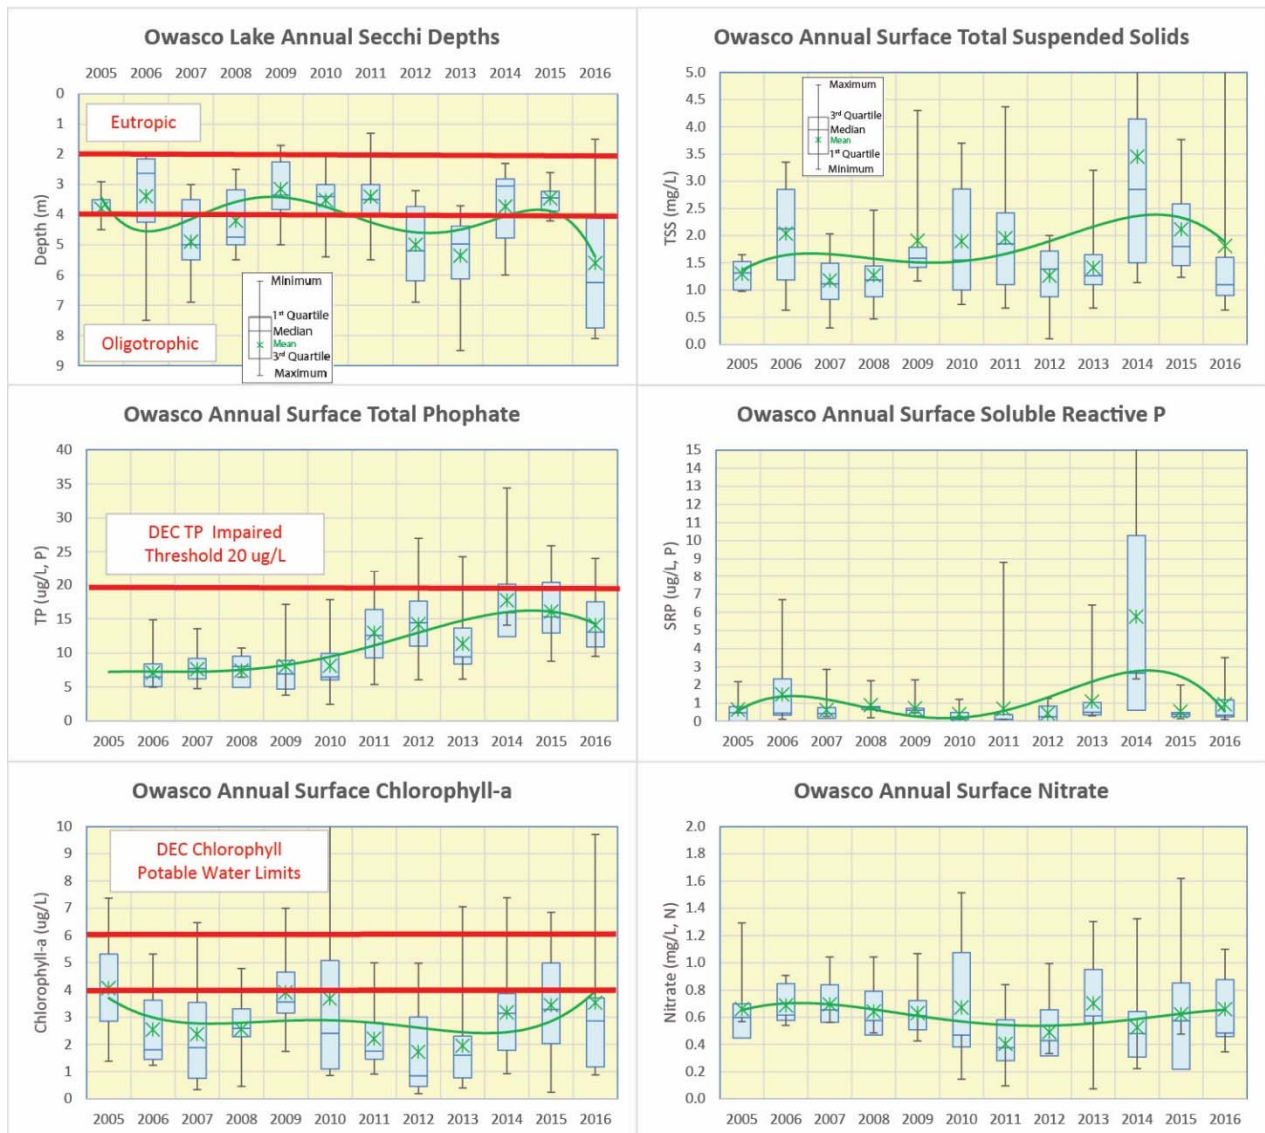 Owasco Lake Annual Secchi Depths
2005 2006 2007 2008 2009 2010 2011 2012 2013 2014 2015 2016
0
1
Eutropic
2
3
4
5
6
7
8
9
Depth (m)
Oligotrophic
Minimum
1st Quartile
Median
Mean
3rd Quartile
Maximum
Owasco Annual Surface Total Suspended Solids
5.0
4.5
4.0
3.5
3.0
2.5
2.0
1.5
1.0
0.5
0.0
TSS (mg/L)
Maximum
3rd Quartile
Median
Mean
1st Quartile
Minimum
2005 2006 2007 2008 2009 2010 2011 2012 2013 2014 2015 2016
Owasco Annual Surface Total Phophate
40
35
30
25
20
15
10
5
0
TP (ug/L, P)
DEC TP Impaired
Threshold 20 ug/L
2005 2006 2007 2008 2009 2010 2011 2012 2013 2014 2015 2016
Owasco Annual Surface Soluble Reactive P
15
14
13
12
11
10
9
8
7
6
5
4
3
2
1
0
SRP (ug/L, P)
2005 2006 2007 2008 2009 2010 2011 2012 2013 2014 2015 2016
Owasco Annual Surface Chlorophyll-a
10
9
8
7
6
5
4
3
2
1
0
Chlorophyll-a (ug/L)
DEC Chlorophyll
Potable Water Limits
2005 2006 2007 2008 2009 2010 2011 2012 2013 2014 2015 2016
Owasco Annual Surface Nitrate
2.0
1.8
1.6
1.4
1.2
1.0
0.8
0.6
0.4
0.2
0.0
Nitrate (mg/L, N)
2005 2006 2007 2008 2009 2010 2011 2012 2013 2014 2015 2016